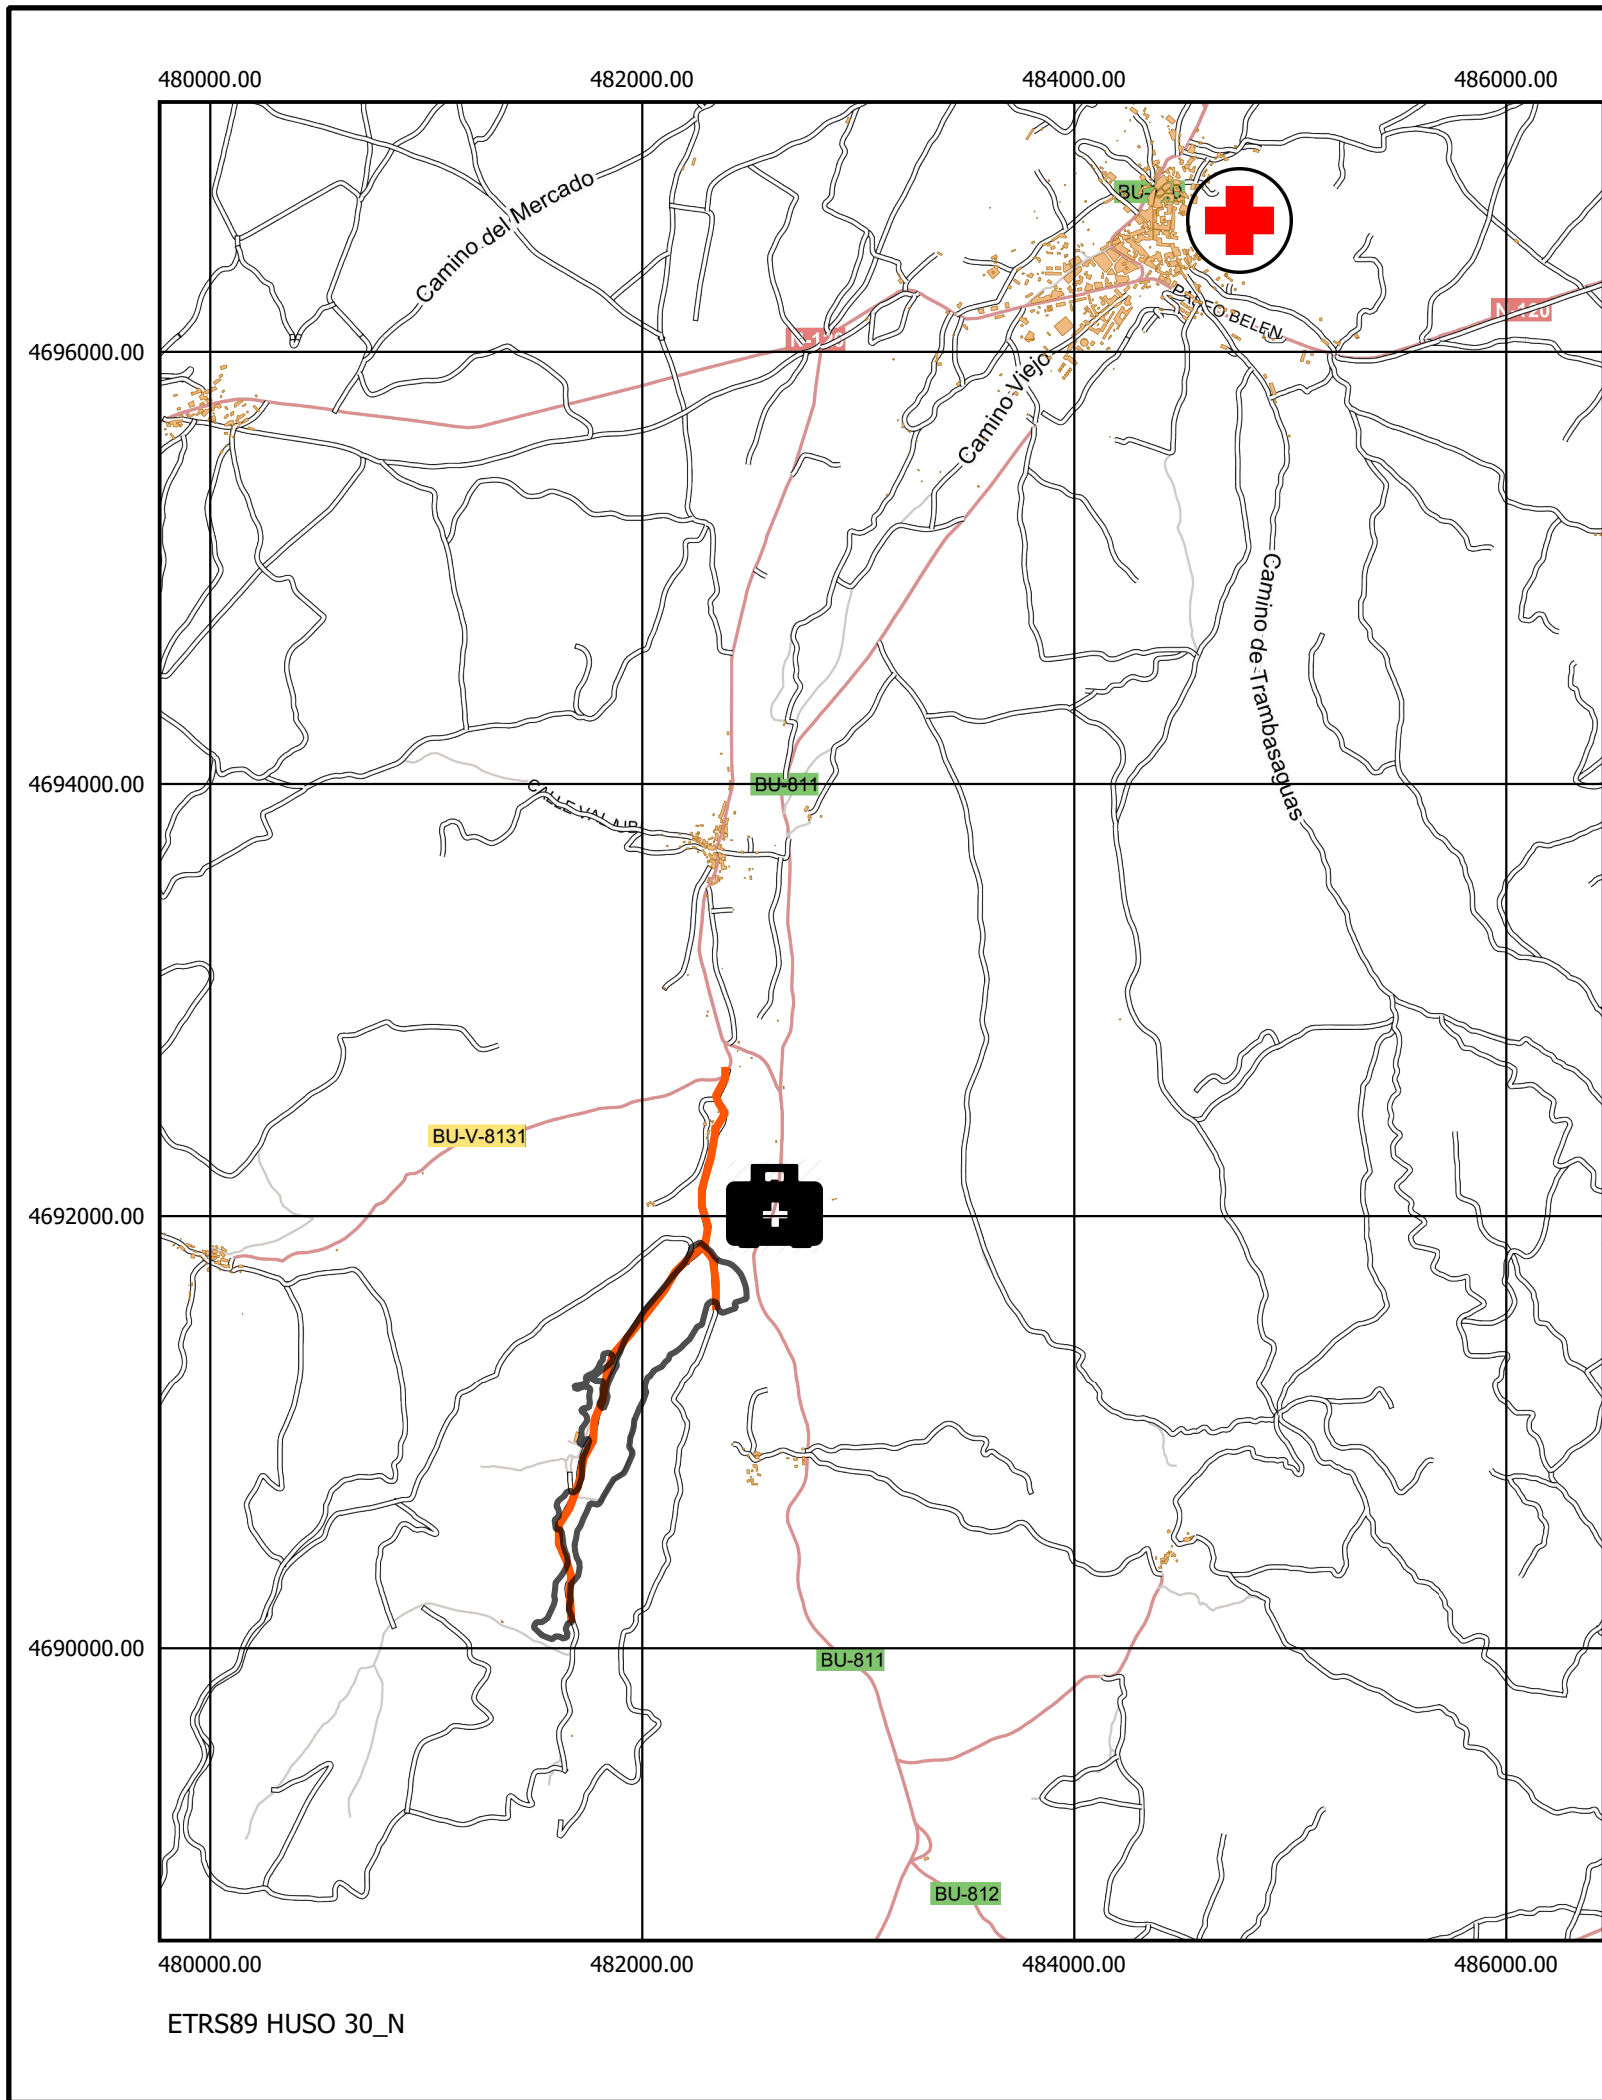 480000.00 482000.00 484000.00 486000.00
Camino del Mercado
N-120
4696000.00
Camino Viejo
Camino de Trambasaguas
4694000.00
BU-811
BU-V-8131
4692000.00
4690000.00
BU-811
BU-812
480000.00 482000.00 484000.00 486000.00
ETRS89 HUSO 30_N